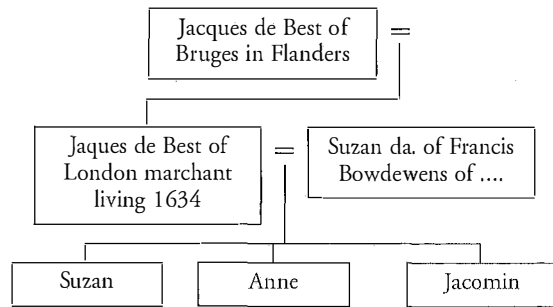 Jacques de Best of
Bruges in Flanders
=
Jaques de Best of
London marchant
living 1634
=
Suzan da. of Francis
Bowdewens of ....
Suzan
Anne
Jacomin